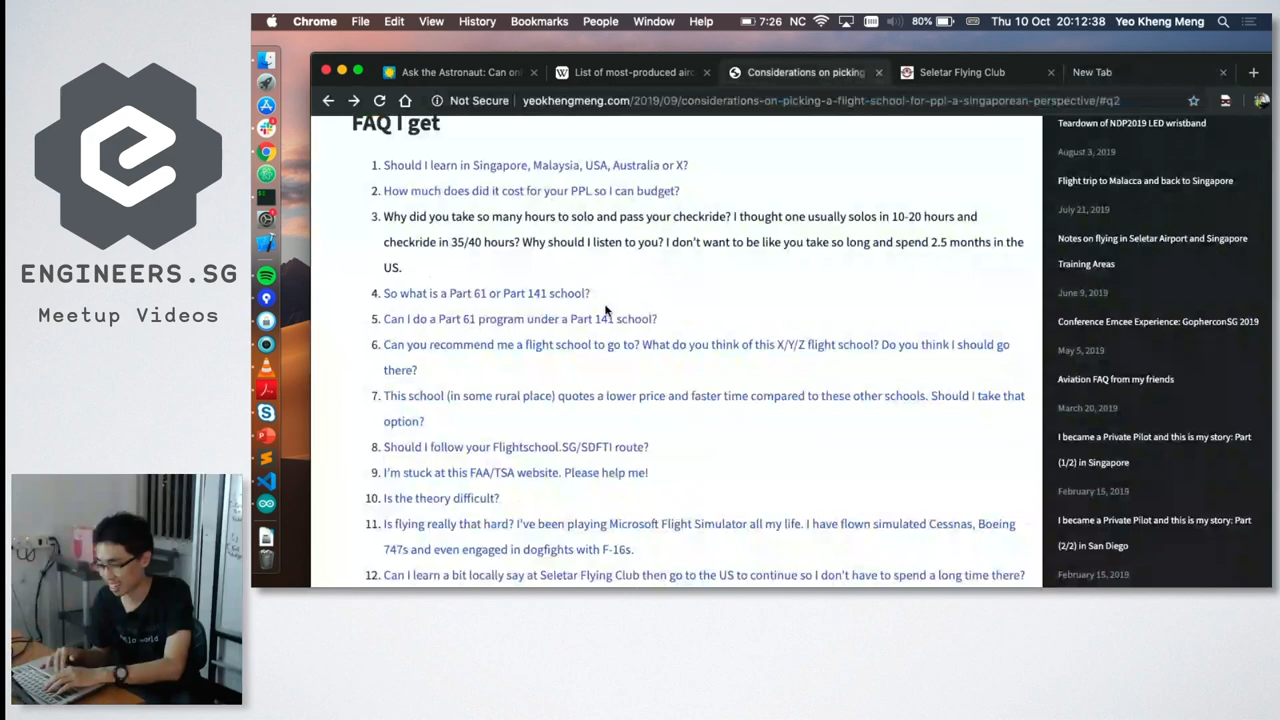 Chrome File Edit View History Bookmarks People Window Help 7:26 NC 80% Thu 10 Oct 20:12:38 Yeo Kheng Meng
Ask the Astronaut: Can on
List of most-produced airc
Considerations on picking
Seletar Flying Club
New Tab
Not Secure yeokhengmeng.com/2019/09/considerations-on-picking-a-flight-school-for-ppl-a-singaporean-perspective/#q2
ENGINEERS.SG
Meetup Videos
FAQ I get
1. Should I learn in Singapore, Malaysia, USA, Australia or X?
2. How much does did it cost for your PPL so I can budget?
3. Why did you take so many hours to solo and pass your checkride? I thought one usually solos in 10-20 hours and
checkride in 35/40 hours? Why should I listen to you? I don't want to be like you take so long and spend 2.5 months in the
US.
4. So what is a Part 61 or Part 141 school?
5. Can I do a Part 61 program under a Part 141 school?
6. Can you recommend me a flight school to go to? What do you think of this X/Y/Z flight school? Do you think I should go
there?
7. This school (in some rural place) quotes a lower price and faster time compared to these other schools. Should I take that
option?
8. Should I follow your Flightschool.SG/SDFTI route?
9. I'm stuck at this FAA/TSA website. Please help me!
10. Is the theory difficult?
11. Is flying really that hard? I've been playing Microsoft Flight Simulator all my life. I have flown simulated Cessnas, Boeing
747s and even engaged in dogfights with F-16s.
12. Can I learn a bit locally say at Seletar Flying Club then go to the US to continue so I don't have to spend a long time there?
Teardown of NDP2019 LED wristband
August 3, 2019
Flight trip to Malacca and back to Singapore
July 21, 2019
Notes on flying in Seletar Airport and Singapore
Training Areas
June 9, 2019
Conference Emcee Experience: GopherconSG 2019
May 5, 2019
Aviation FAQ from my friends
March 20, 2019
I became a Private Pilot and this is my story: Part
(1/2) in Singapore
February 15, 2019
I became a Private Pilot and this is my story: Part
(2/2) in San Diego
February 15, 2019
hello world